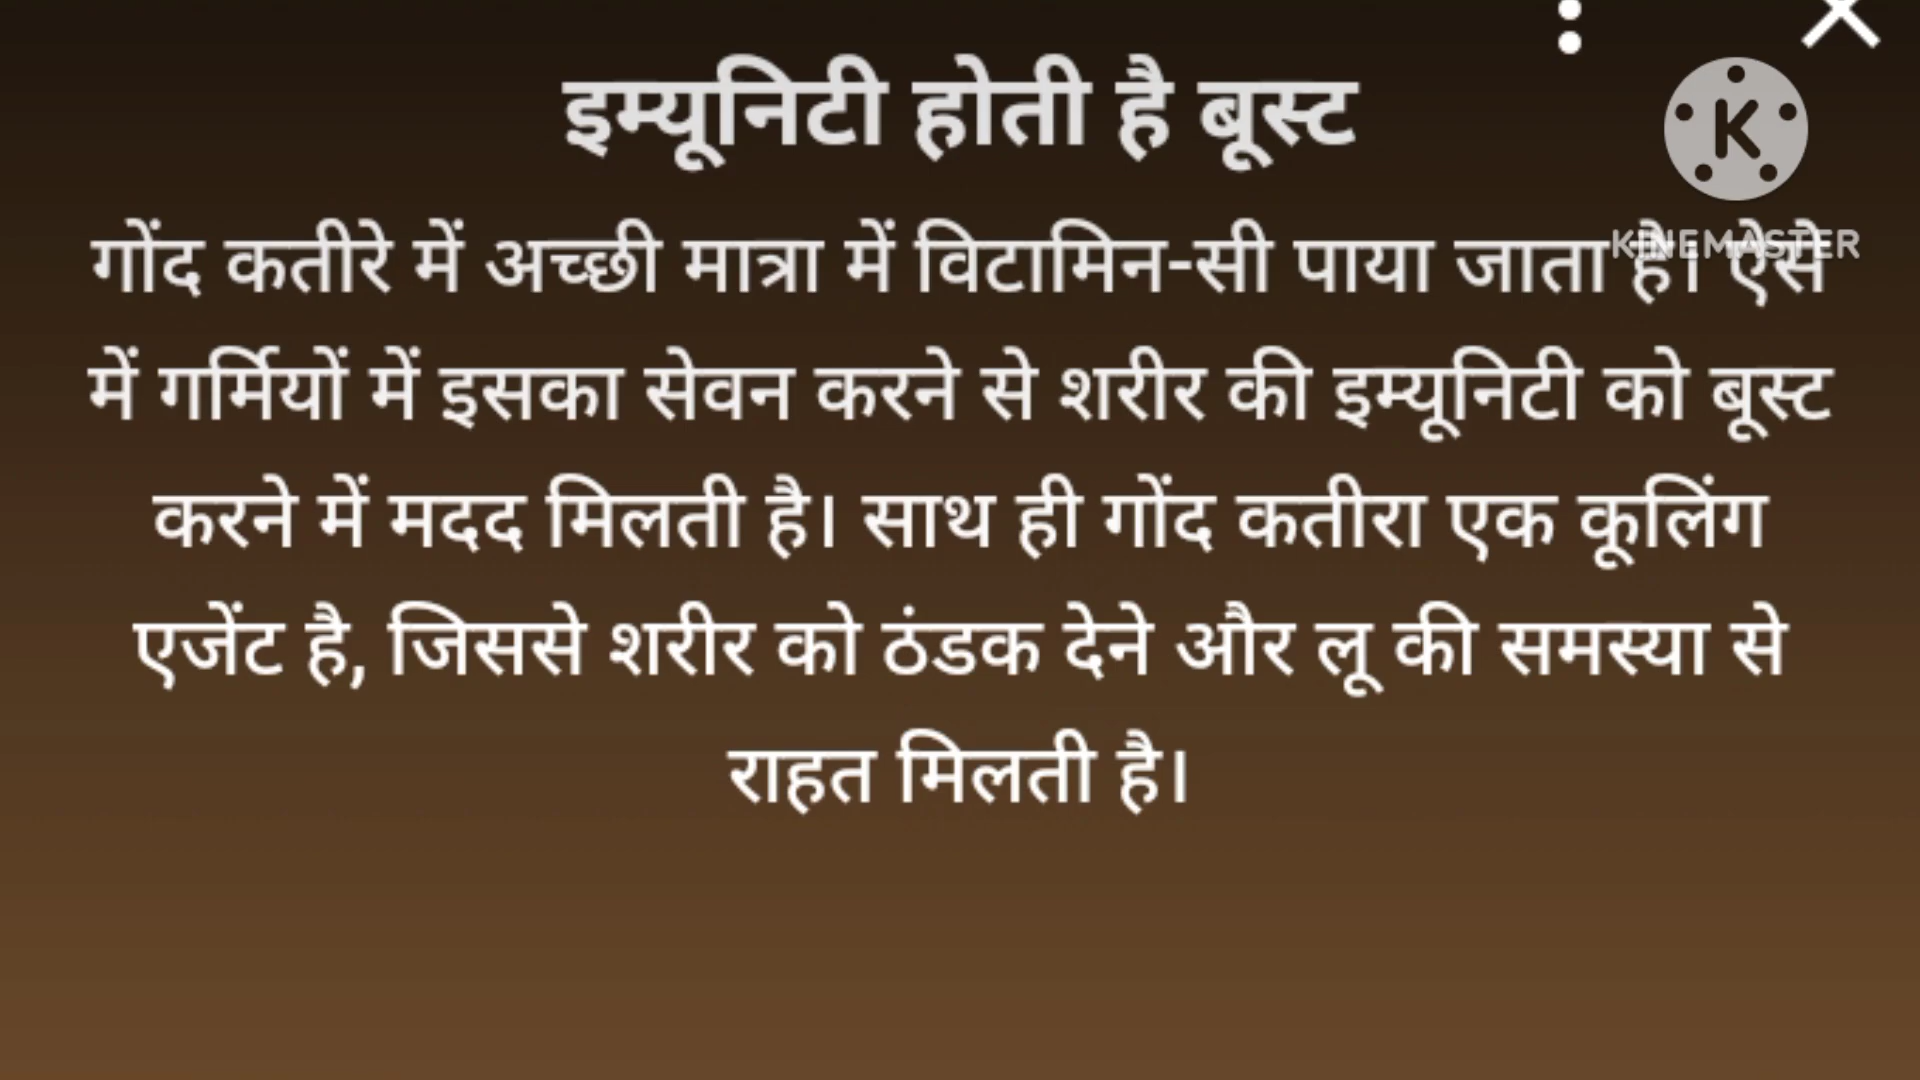 इम्यूनिटी होती है बूस्ट
गोंद कतीरे में अच्छी मात्रा में विटामिन-सी पाया जाता है। ऐसे
में गर्मियों में इसका सेवन करने से शरीर की इम्यूनिटी को बूस्ट
करने में मदद मिलती है। साथ ही गोंद कतीरा एक कूलिंग
एजेंट है, जिससे शरीर को ठंडक देने और लू की समस्या से
राहत मिलती है।
K
KINEMASTER